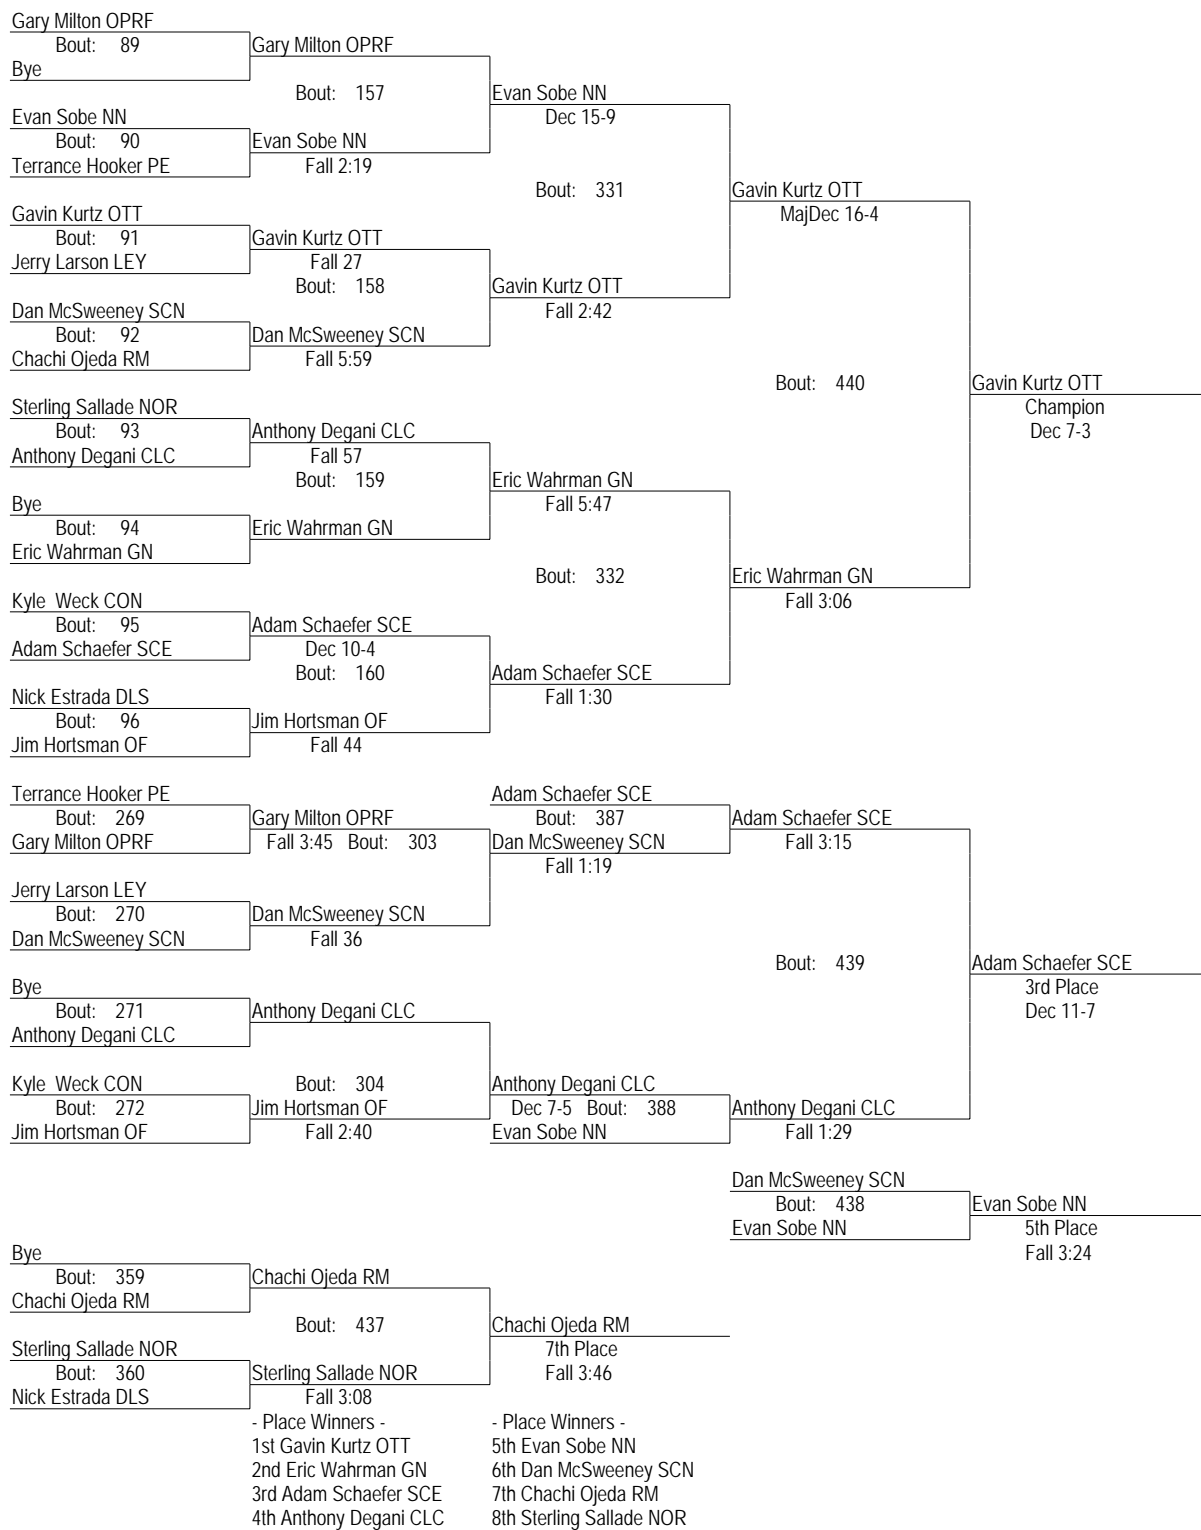 Gary Milton OPRF
Bout: 89 Gary Milton OPRF
Bye
Bout: 157 Evan Sobe NN
Evan Sobe NN Dec 15-9
Bout: 90 Evan Sobe NN
Terrance Hooker PE Fall 2:19
Bout: 331 Gavin Kurtz OTT
Gavin Kurtz OTT MajDec 16-4
Bout: 91 Gavin Kurtz OTT
Jerry Larson LEY Fall 27
Bout: 158 Gavin Kurtz OTT
Dan McSweeney SCN Fall 2:42
Bout: 92 Dan McSweeney SCN
Chachi Ojeda RM Fall 5:59
Bout: 440 Gavin Kurtz OTT
Sterling Sallade NOR Champion
Bout: 93 Anthony Degani CLC Dec 7-3
Anthony Degani CLC Fall 57
Bout: 159 Eric Wahrman GN
Bye Fall 5:47
Bout: 94 Eric Wahrman GN
Eric Wahrman GN
Bout: 332 Eric Wahrman GN
Kyle  Weck CON Fall 3:06
Bout: 95 Adam Schaefer SCE
Adam Schaefer SCE Dec 10-4
Bout: 160 Adam Schaefer SCE
Nick Estrada DLS Fall 1:30
Bout: 96 Jim Hortsman OF
Jim Hortsman OF Fall 44
Terrance Hooker PE Adam Schaefer SCE
Bout: 269 Gary Milton OPRF Bout: 387 Adam Schaefer SCE
Gary Milton OPRF Fall 3:45 Bout: 303 Dan McSweeney SCN Fall 3:15
Fall 1:19
Jerry Larson LEY
Bout: 270 Dan McSweeney SCN
Dan McSweeney SCN Fall 36
Bout: 439 Adam Schaefer SCE
Bye 3rd Place
Bout: 271 Anthony Degani CLC Dec 11-7
Anthony Degani CLC
Kyle  Weck CON Bout: 304 Anthony Degani CLC
Bout: 272 Jim Hortsman OF Dec 7-5 Bout: 388 Anthony Degani CLC
Jim Hortsman OF Fall 2:40 Evan Sobe NN Fall 1:29
Dan McSweeney SCN
Bout: 438 Evan Sobe NN
Evan Sobe NN 5th Place
Bye Fall 3:24
Bout: 359 Chachi Ojeda RM
Chachi Ojeda RM
Bout: 437 Chachi Ojeda RM
Sterling Sallade NOR 7th Place
Bout: 360 Sterling Sallade NOR Fall 3:46
Nick Estrada DLS Fall 3:08
- Place Winners - - Place Winners -
1st Gavin Kurtz OTT 5th Evan Sobe NN
2nd Eric Wahrman GN 6th Dan McSweeney SCN
3rd Adam Schaefer SCE 7th Chachi Ojeda RM
4th Anthony Degani CLC 8th Sterling Sallade NOR